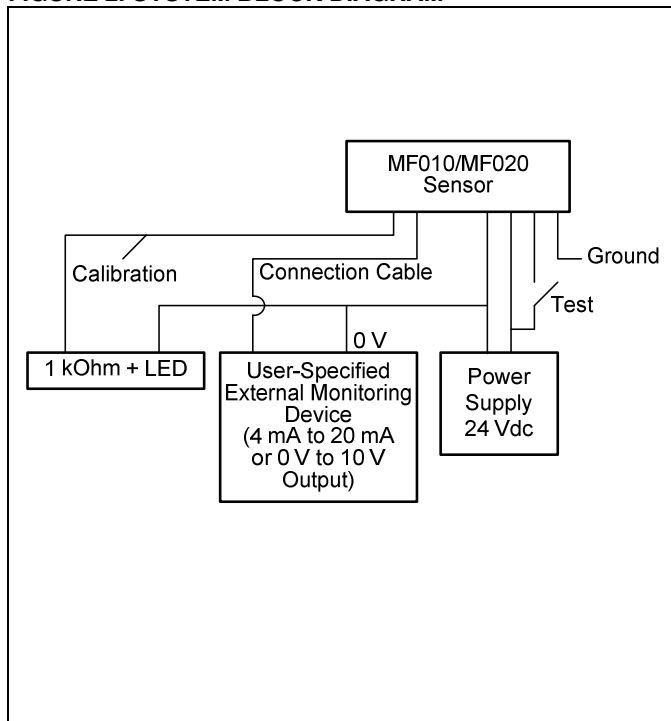 MF010/MF020
Sensor
Ground
Calibration
Connection Cable
Test
0 V
1 kOhm + LED
User-Specified
External Monitoring
Device
(4 mA to 20 mA
or 0 V to 10 V
Output)
Power
Supply
24 Vdc